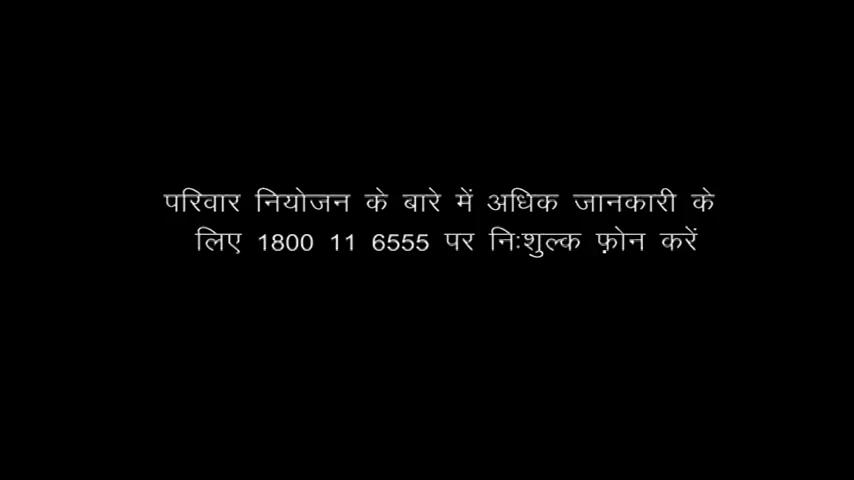 परिवार नियोजन के बारे में अधिक जानकारी के
लिए 1800 11 6555 पर निःशुल्क फ़ोन करें